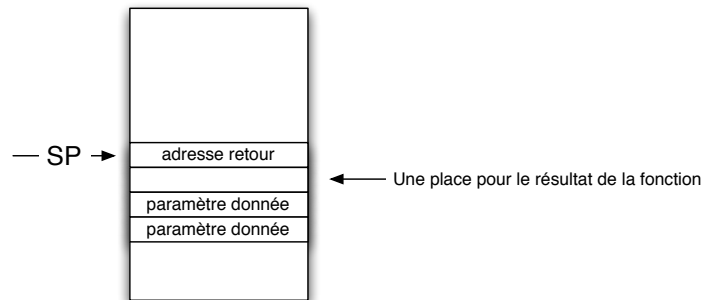 SP
adresse retour
Une place pour le résultat de la fonction
paramètre donnée
paramètre donnée